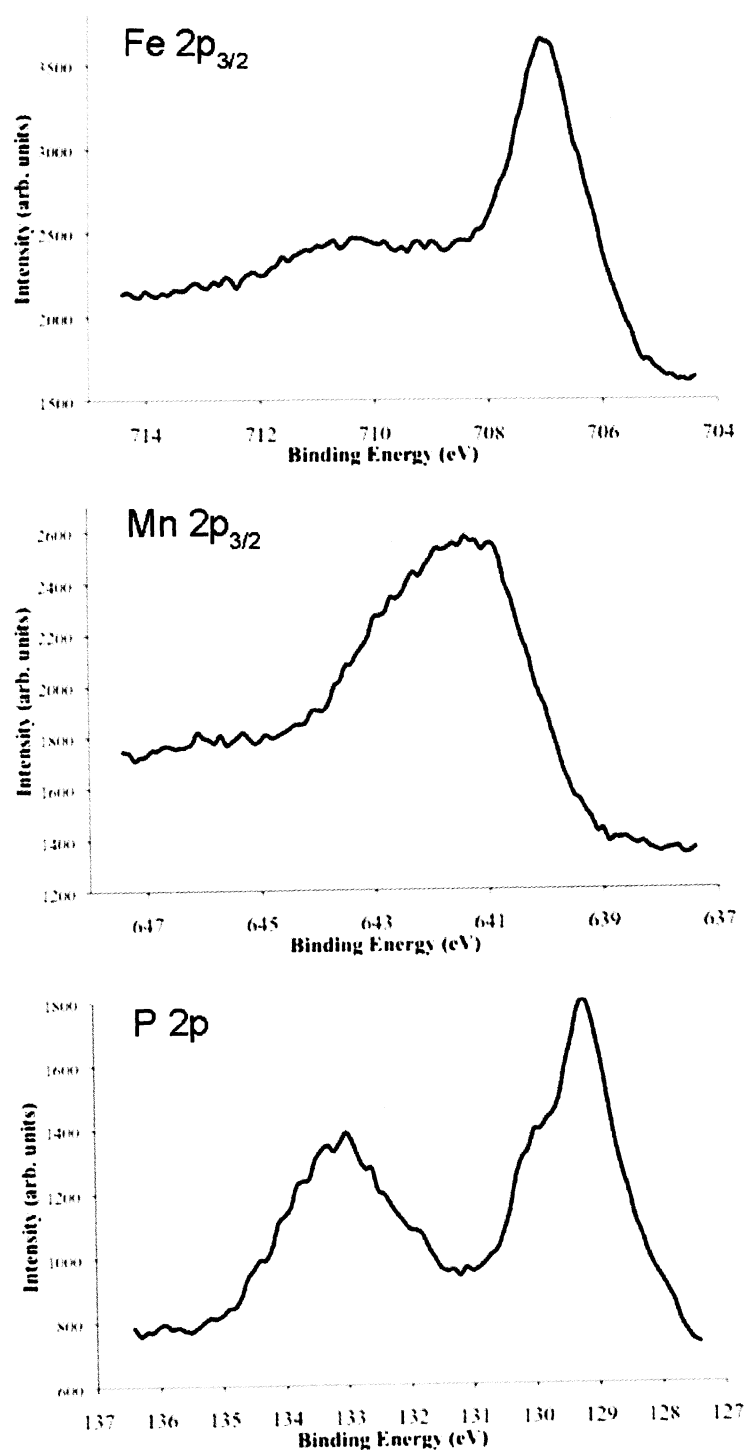 Fe 2p3/2
3500
3000
2500
2000
1500
Intensity (arb. units)
714 712 710 708 706 704
Binding Energy (eV)
Mn 2p3/2
2600
2400
2200
2000
1800
1600
1400
1200
Intensity (arb. units)
647 645 643 641 639 637
Binding Energy (eV)
P 2p
1800
1600
1400
1200
1000
800
600
Intensity (arb. units)
137 136 135 134 133 132 131 130 129 128 127
Binding Energy (eV)